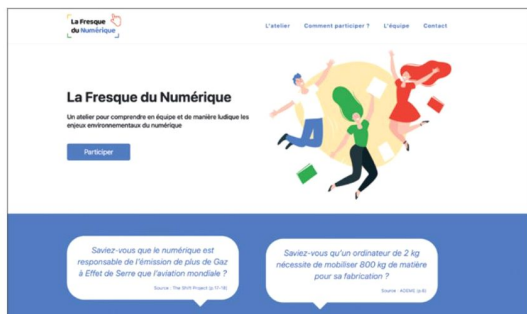 La Fresque
du Numérique
L'atelier Comment participer ? L'équipe Contact
La Fresque du Numérique
Un atelier pour comprendre en équipe et de manière ludique les
enjeux environnementaux du numérique
Participer
Saviez-vous que le numérique est
responsable de l'émission de plus de Gaz
à Effet de Serre que l'aviation mondiale ?
Source : The Shift Project (p.17-18)
Saviez-vous qu'un ordinateur de 2 kg
nécessite de mobiliser 800 kg de matière
pour sa fabrication ?
Source : ADEME (p.6)